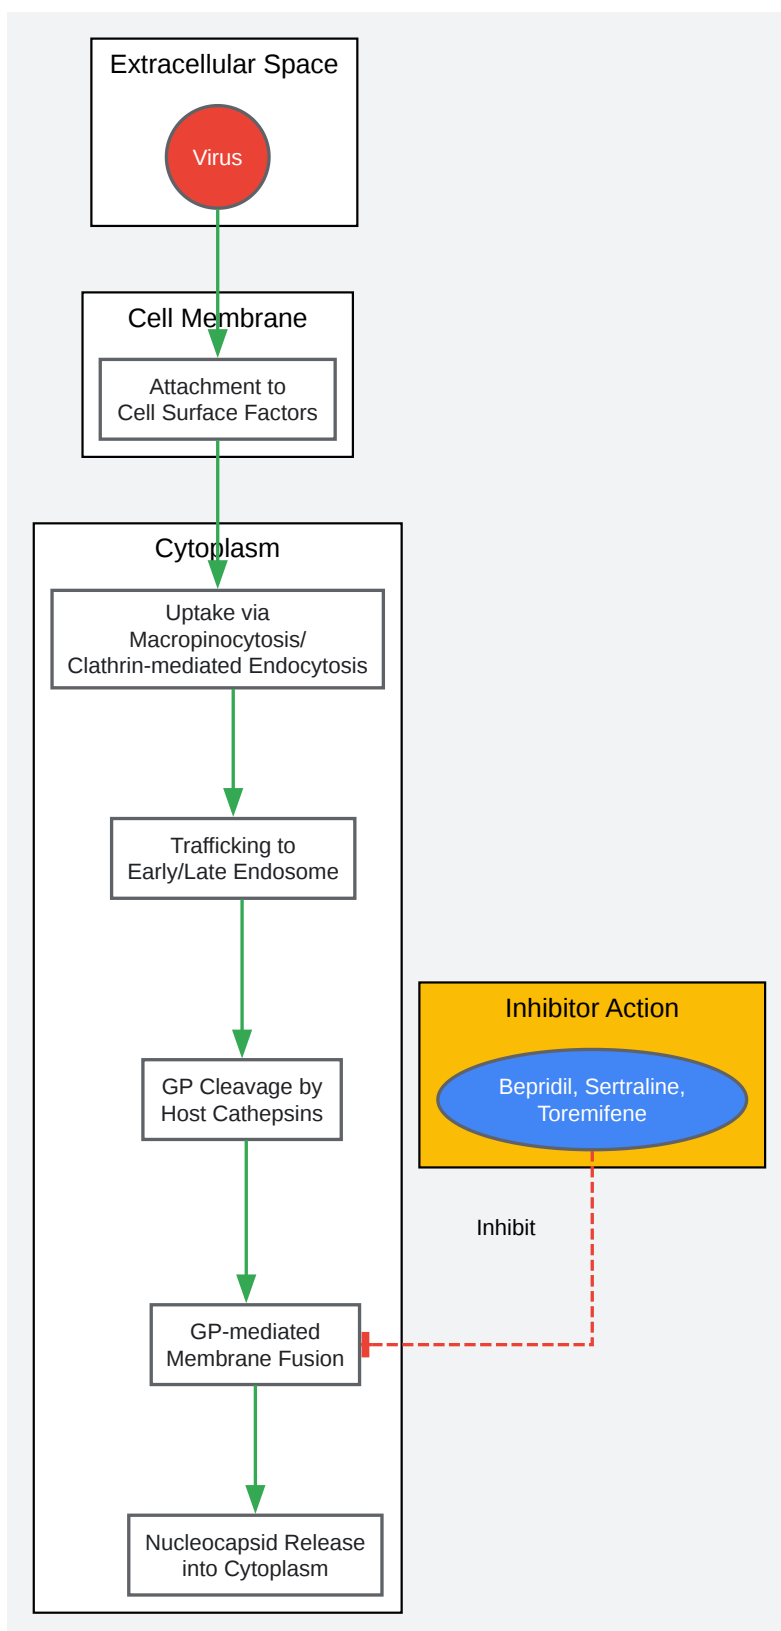 Extracellular Space
Virus
Cell Membrane
Attachment to
Cell Surface Factors
Cytoplasm
Uptake via
Macropinocytosis/
Clathrin-mediated Endocytosis
Trafficking to
Early/Late Endosome
GP Cleavage by
Host Cathepsins
Inhibitor Action
Bepridil, Sertraline,
Toremifene
Inhibit
GP-mediated
Membrane Fusion
Nucleocapsid Release
into Cytoplasm